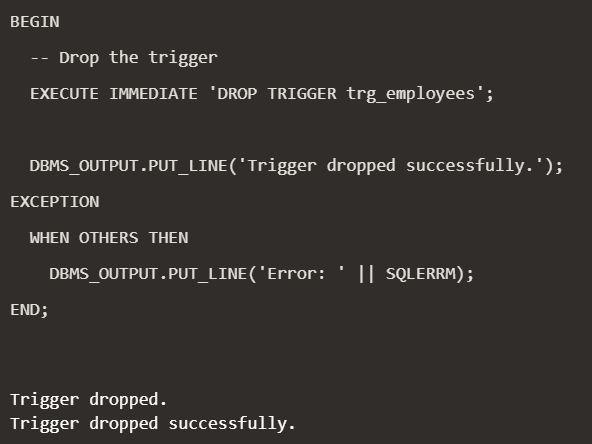 BEGIN
-- Drop the trigger
EXECUTE IMMEDIATE 'DROP TRIGGER trg_employees';
DBMS_OUTPUT.PUT_LINE('Trigger dropped successfully.');
EXCEPTION
WHEN OTHERS THEN
DBMS_OUTPUT.PUT_LINE('Error: ' || SQLERRM);
END;
Trigger dropped.
Trigger dropped successfully.